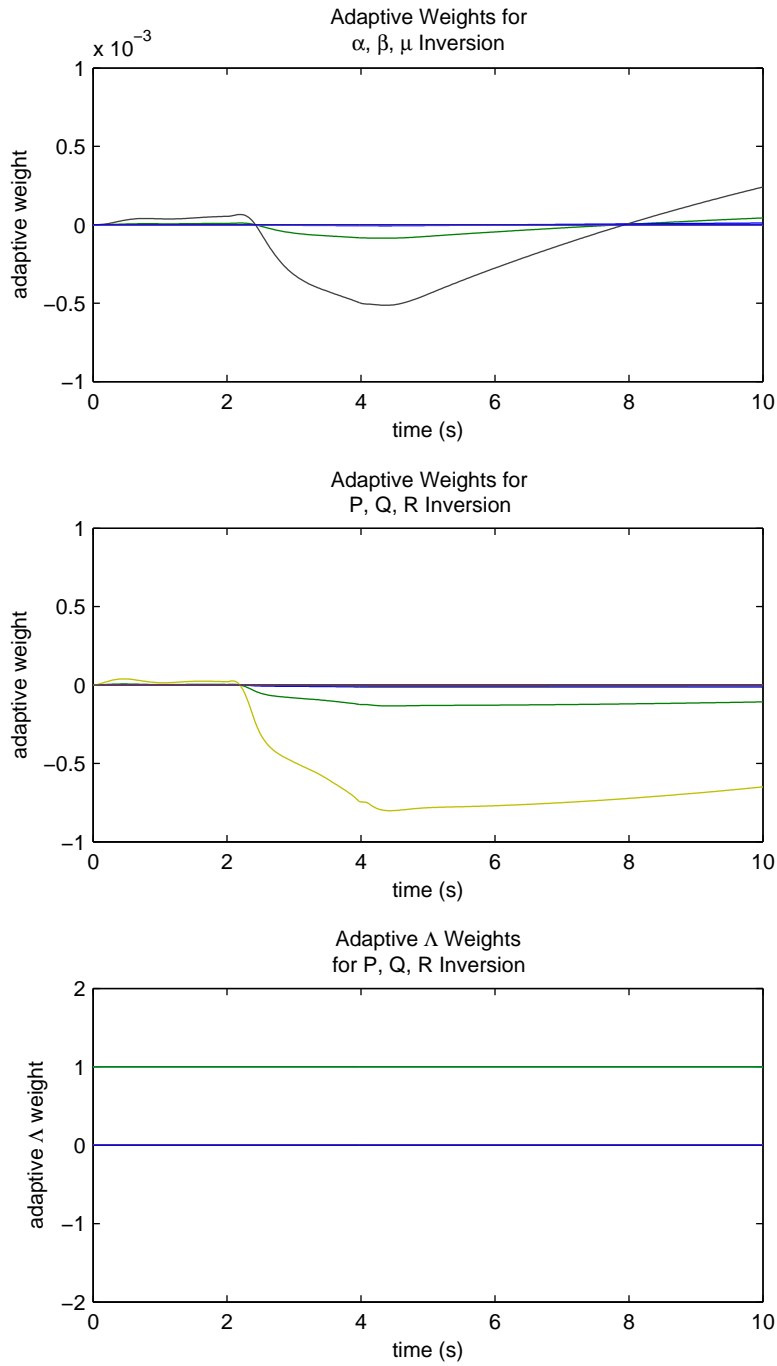 Adaptive Weights for
α, β, μ Inversion
x 10⁻³
1
0.5
0
−0.5
−1
adaptive weight
0 2 4 6 8 10
time (s)
Adaptive Weights for
P, Q, R Inversion
1
0.5
0
−0.5
−1
adaptive weight
0 2 4 6 8 10
time (s)
Adaptive Λ Weights
for P, Q, R Inversion
2
1
0
−1
−2
adaptive Λ weight
0 2 4 6 8 10
time (s)